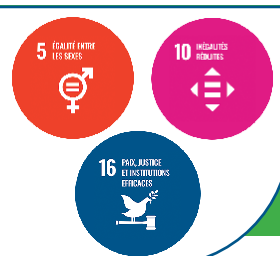 5 ÉGALITÉ ENTRE
LES SEXES
10 INÉGALITÉS
RÉDUITES
16 PAIX, JUSTICE
ET INSTITUTIONS
EFFICACES